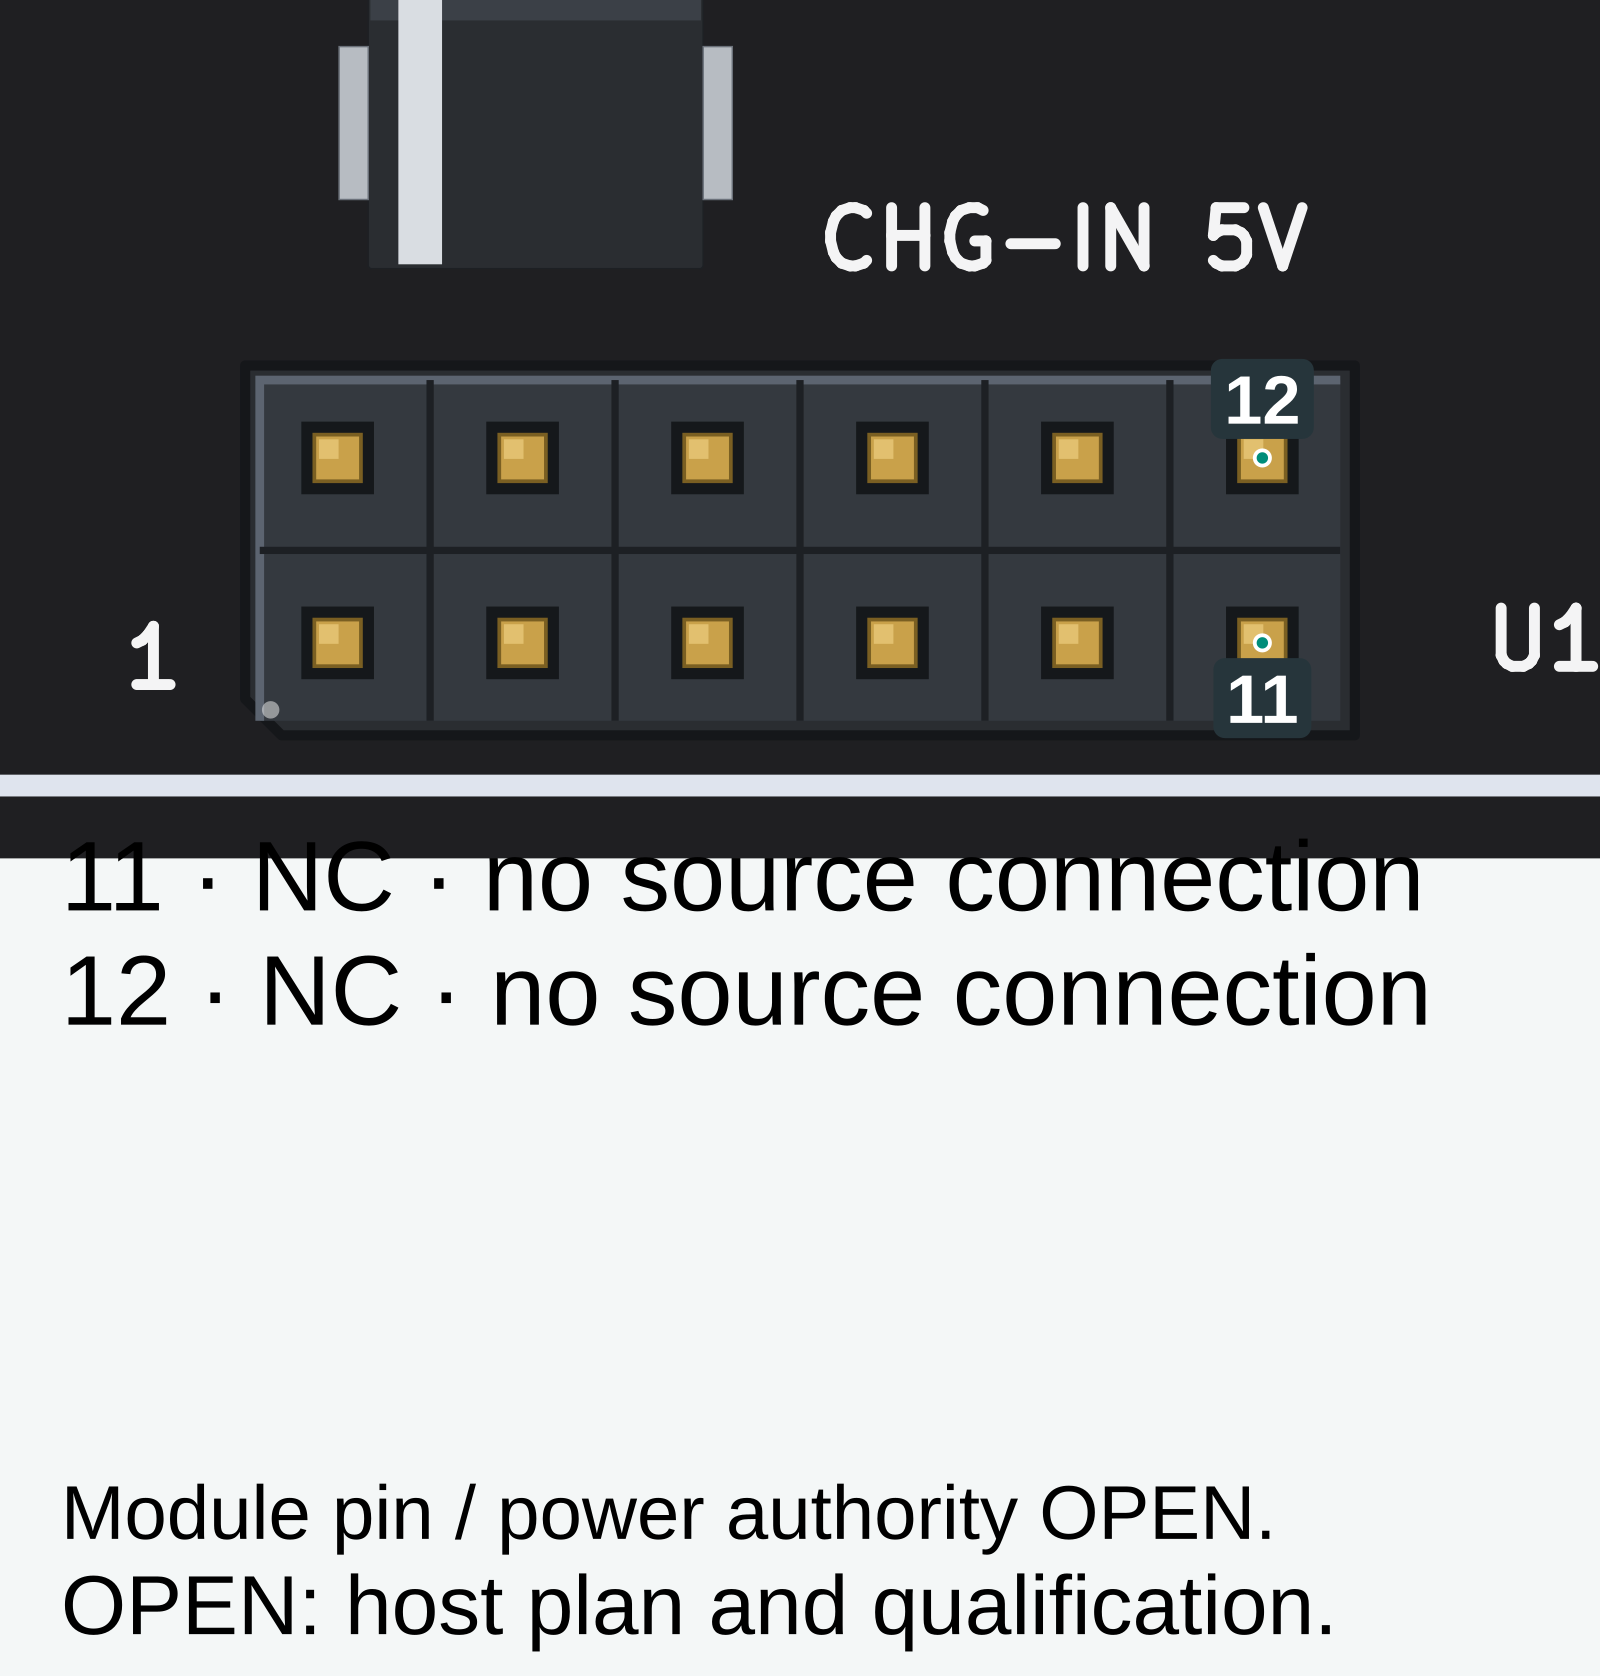 CHG-IN 5V
12
1
U1
11
11 · NC · no source connection
12 · NC · no source connection
Module pin / power authority OPEN.
OPEN: host plan and qualification.